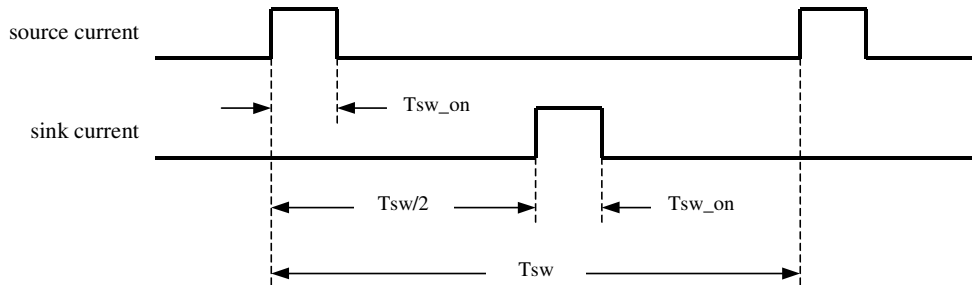 source current
Tsw_on
sink current
Tsw/2
Tsw_on
Tsw